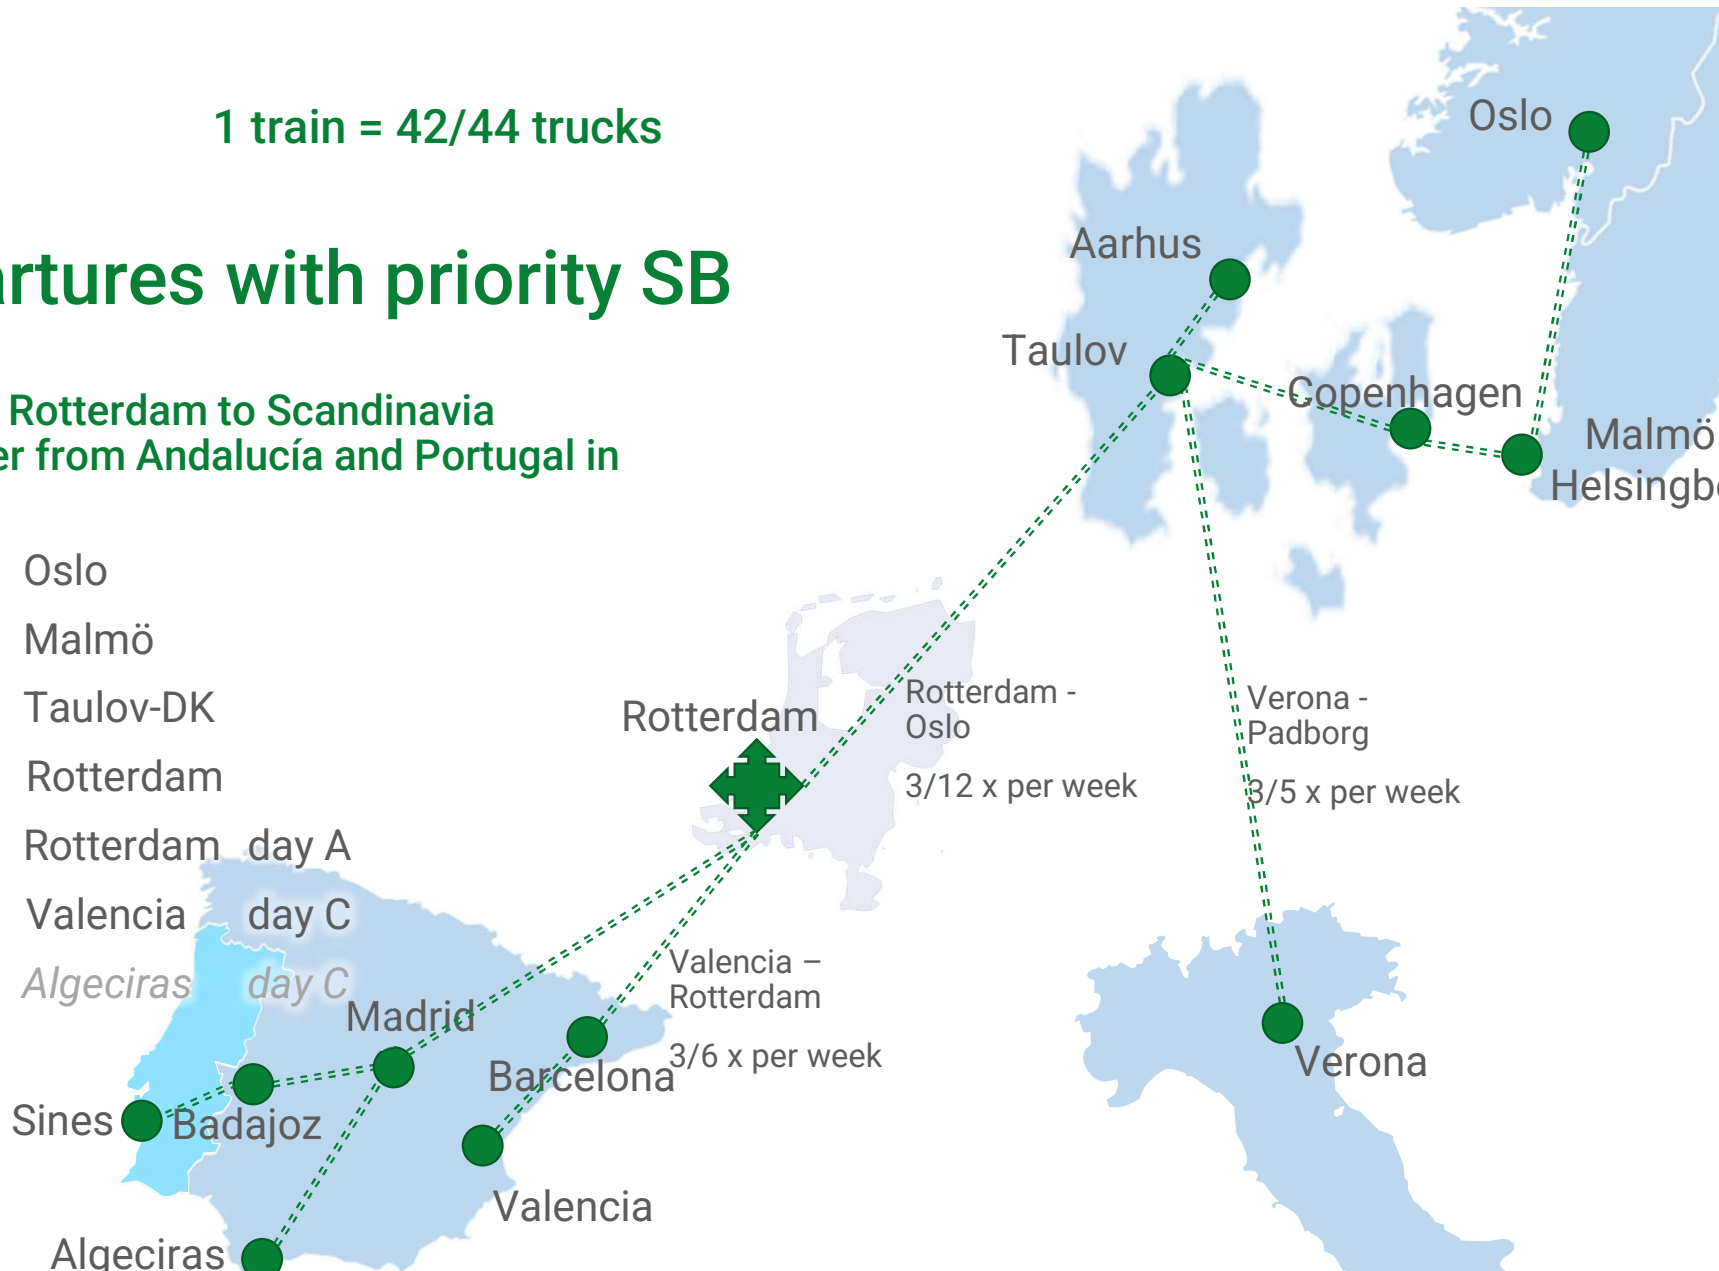 1 train = 42/44 trucks
with priority SB
Rotterdam to Scandinavia
from Andalucía and Portugal in
Oslo
Malmö
Taulov-DK
Rotterdam
Rotterdam day A
Valencia day C
Algeciras day C
Oslo
Aarhus
Taulov
Copenhagen
Malmö
Rotterdam
Rotterdam -
Oslo
3/12 x per week
Verona -
Padborg
3/5 x per week
Valencia –
Rotterdam
3/6 x per week
Madrid
Barcelona
Verona
Sines
Badajoz
Valencia
Algeciras